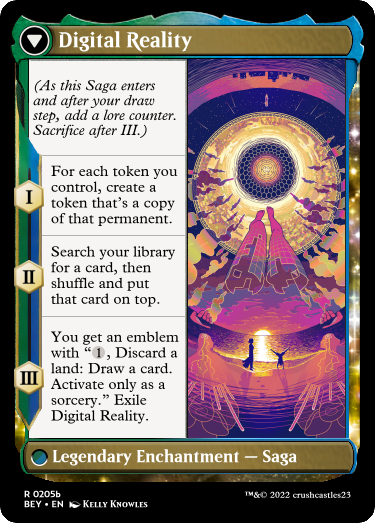 Digital Reality
(As this Saga enters
and after your draw
step, add a lore counter.
Sacrifice after III.)
I
For each token you
control, create a
token that's a copy
of that permanent.
II
Search your library
for a card, then
shuffle and put
that card on top.
III
You get an emblem
with “1, Discard a
land: Draw a card.
Activate only as a
sorcery.” Exile
Digital Reality.
Legendary Enchantment — Saga
R 0205b
BEY • EN Kelly Knowles
™&© 2022 crushcastles23